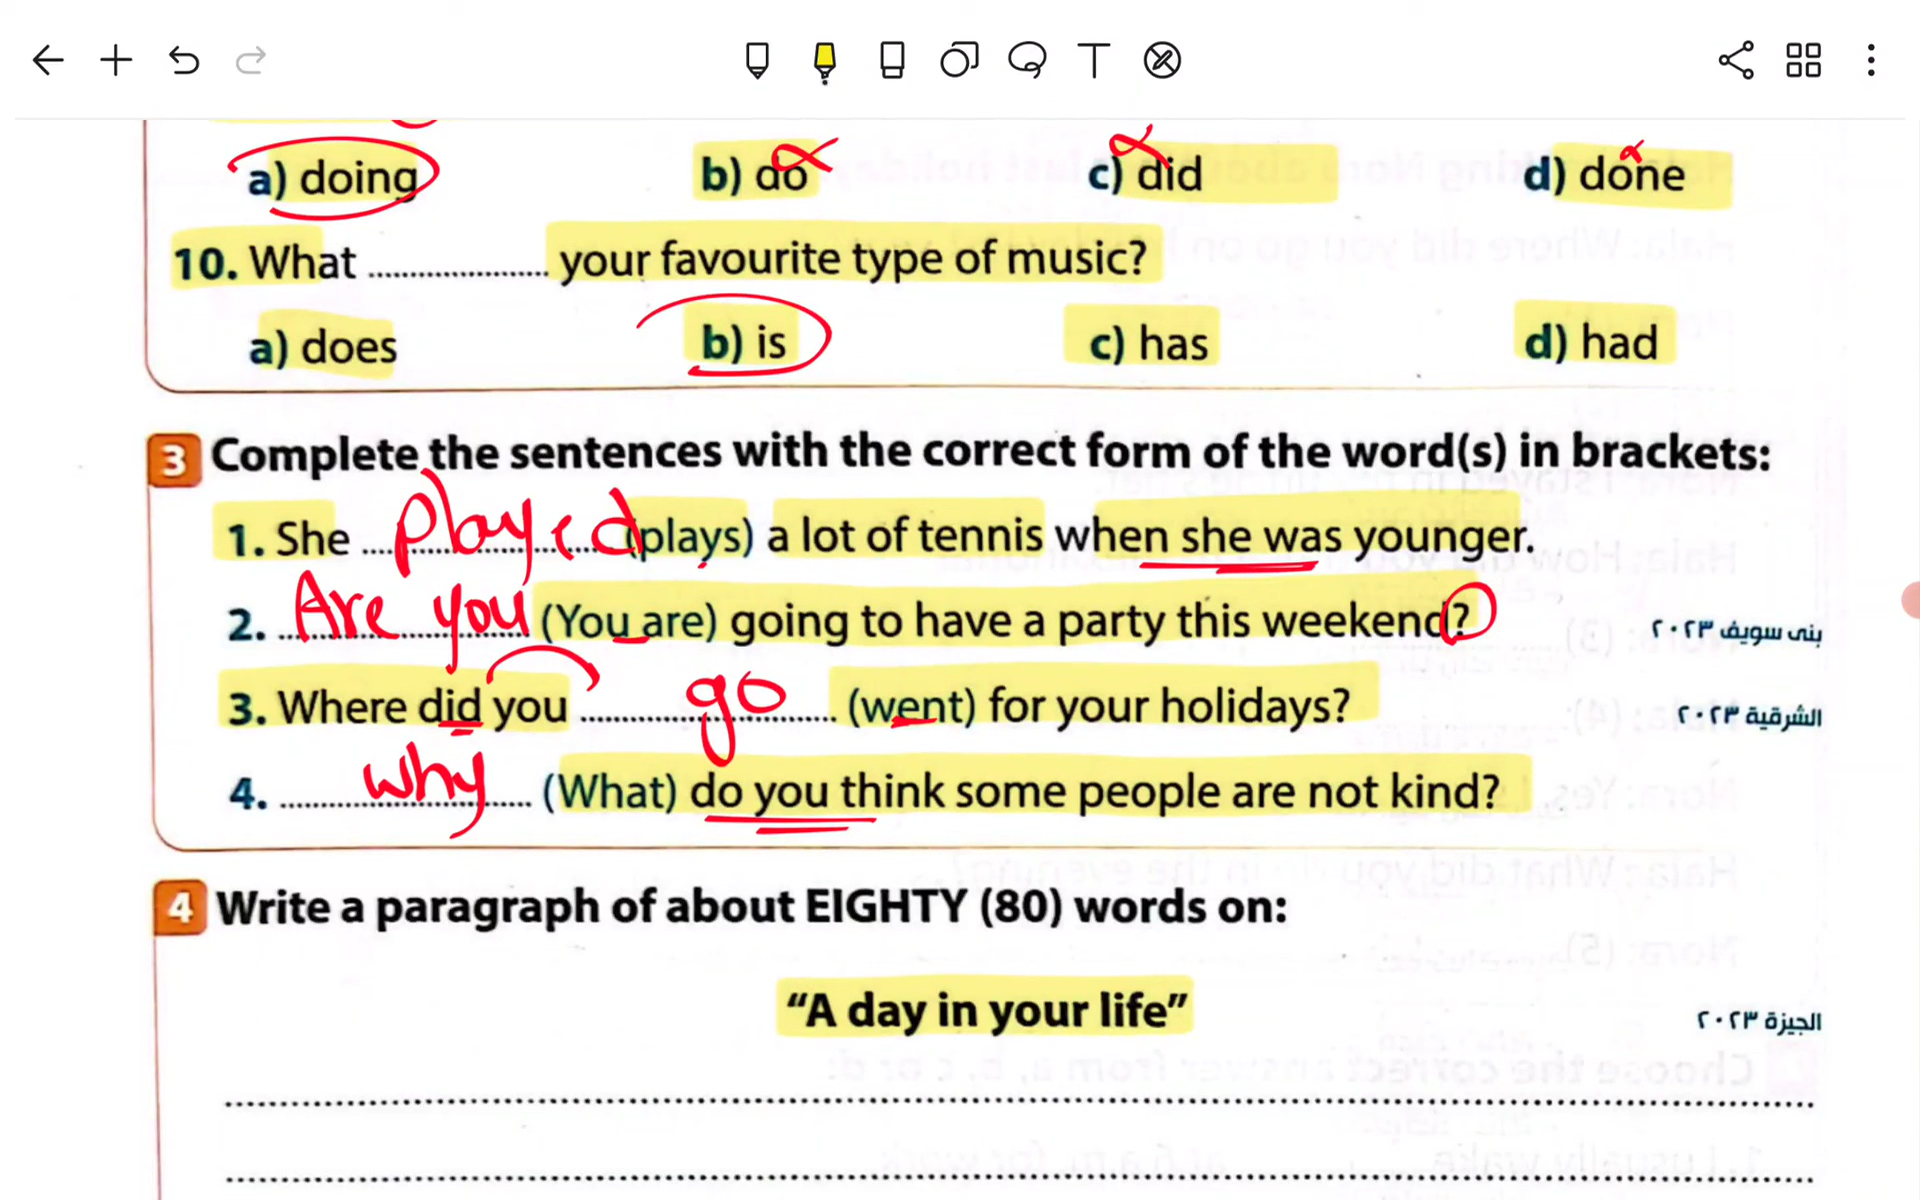 a) doing b) do c) did d) done
10. What .................... your favourite type of music?
a) does b) is c) has d) had
3 Complete the sentences with the correct form of the word(s) in brackets:
1. She played (plays) a lot of tennis when she was younger.
2. Are you (You are) going to have a party this weekend? بنى سويف ٢٠٢٣
3. Where did you go (went) for your holidays? الشرقية ٢٠٢٣
4. why (What) do you think some people are not kind?
4 Write a paragraph of about EIGHTY (80) words on:
“A day in your life” الجيزة ٢٠٢٣